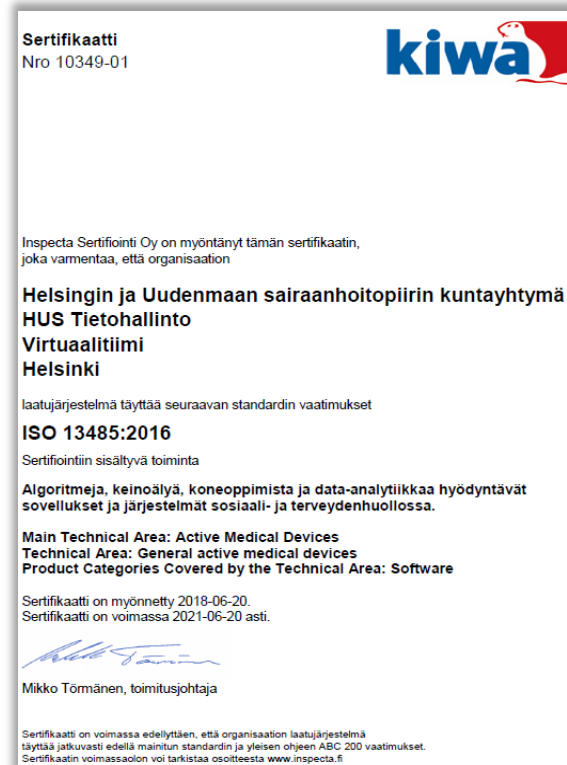 Sertifikaatti
Nro 10349-01
kiwa
Inspecta Sertifiointi Oy on myöntänyt tämän sertifikaatin,
joka varmentaa, että organisaation
Helsingin ja Uudenmaan sairaanhoitopiirin kuntayhtymä
HUS Tietohallinto
Virtuaalitiimi
Helsinki
laatujärjestelmä täyttää seuraavan standardin vaatimukset
ISO 13485:2016
Sertifiointiin sisältyvä toiminta
Algoritmeja, keinoälyä, koneoppimista ja data-analytiikkaa hyödyntävät
sovellukset ja järjestelmät sosiaali- ja terveydenhuollossa.
Main Technical Area: Active Medical Devices
Technical Area: General active medical devices
Product Categories Covered by the Technical Area: Software
Sertifikaatti on myönnetty 2018-06-20.
Sertifikaatti on voimassa 2021-06-20 asti.
Mikko Törmänen, toimitusjohtaja
Sertifikaatti on voimassa edellyttäen, että organisaation laatujärjestelmä
täyttää jatkuvasti edellä mainitun standardin ja yleisen ohjeen ABC 200 vaatimukset.
Sertifikaatin voimassaolon voi tarkistaa osoitteesta www.inspecta.fi